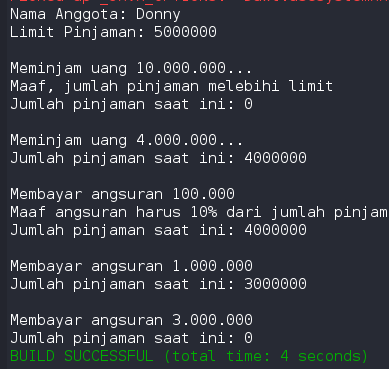 Nama Anggota: Donny
Limit Pinjaman: 5000000
Meminjam uang 10.000.000...
Maaf, jumlah pinjaman melebihi limit
Jumlah pinjaman saat ini: 0
Meminjam uang 4.000.000...
Jumlah pinjaman saat ini: 4000000
Membayar angsuran 100.000
Maaf angsuran harus 10% dari jumlah pinjam
Jumlah pinjaman saat ini: 4000000
Membayar angsuran 1.000.000
Jumlah pinjaman saat ini: 3000000
Membayar angsuran 3.000.000
Jumlah pinjaman saat ini: 0
BUILD SUCCESSFUL (total time: 4 seconds)